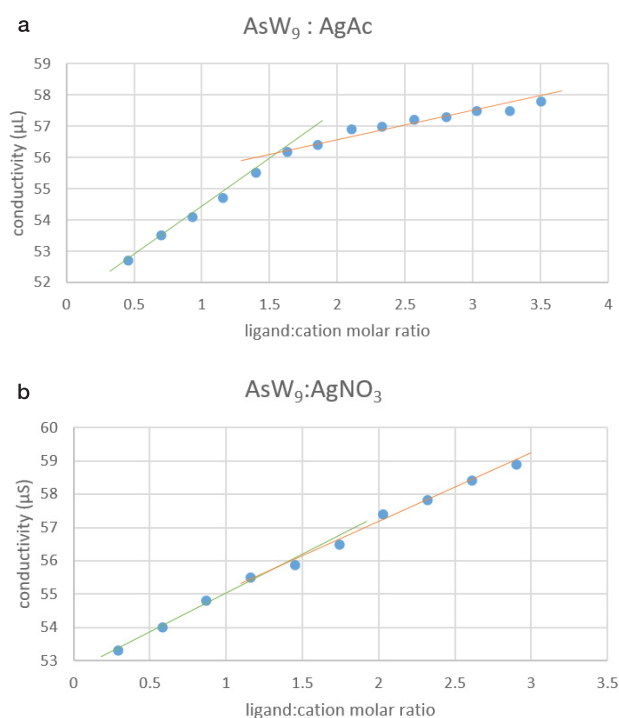 a
AsW₉ : AgAc
59
58
57
56
55
54
53
52
conductivity (µL)
0 0.5 1 1.5 2 2.5 3 3.5 4
ligand:cation molar ratio
b
AsW₉:AgNO₃
60
59
58
57
56
55
54
53
conductivity (µS)
0 0.5 1 1.5 2 2.5 3 3.5
ligand:cation molar ratio